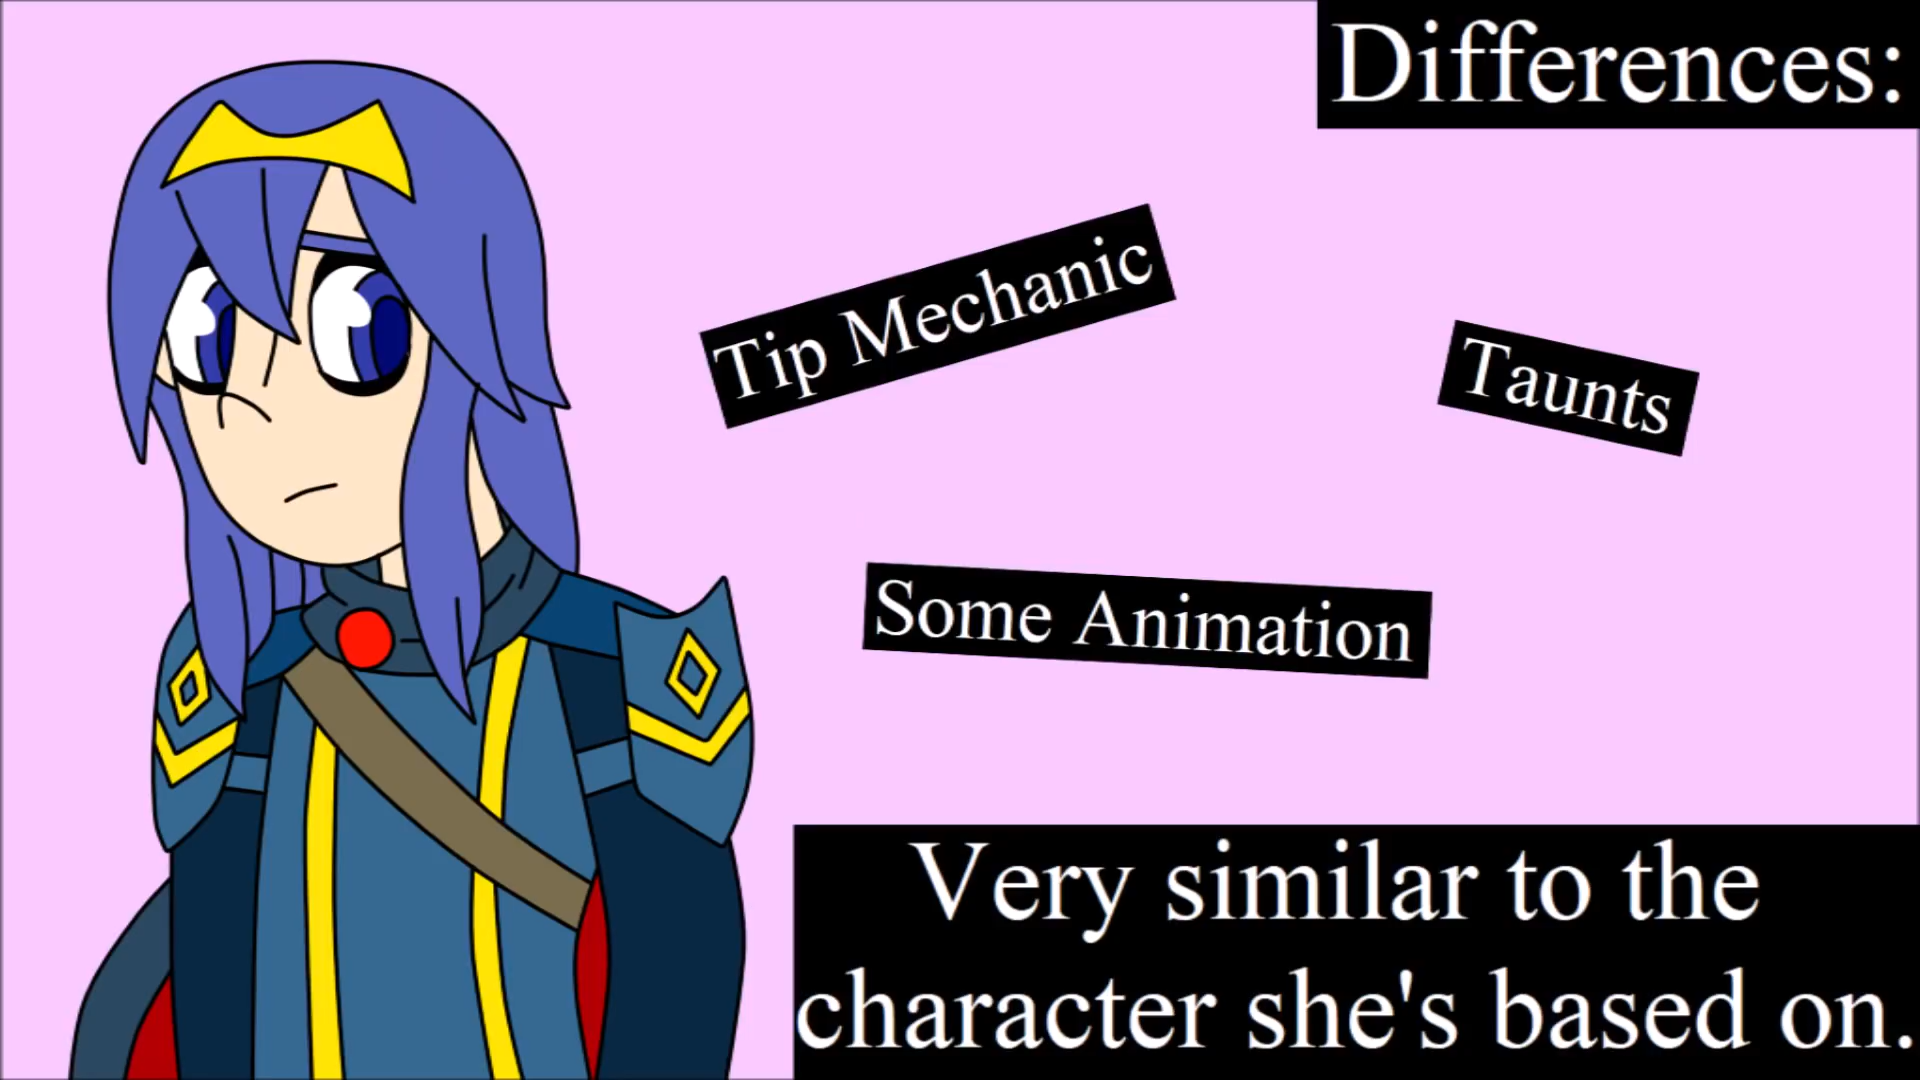 Differences:
Tip Mechanic
Taunts
Some Animation
Very similar to the
character she's based on.